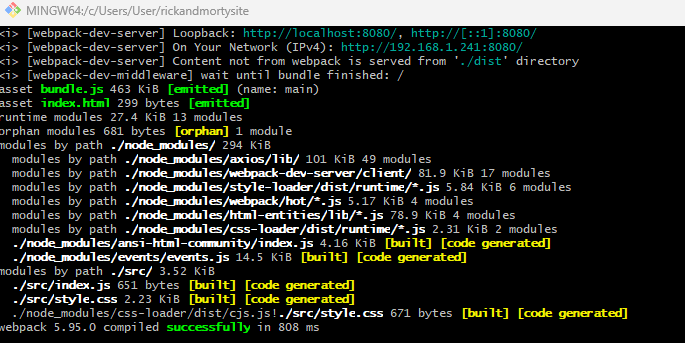 MINGW64:/c/Users/User/rickandmortysite
<i> [webpack-dev-server] Loopback: http://localhost:8080/, http://[::1]:8080/
<i> [webpack-dev-server] On Your Network (IPv4): http://192.168.1.241:8080/
<i> [webpack-dev-server] Content not from webpack is served from './dist' directory
<i> [webpack-dev-middleware] wait until bundle finished: /
asset bundle.js 463 KiB [emitted] (name: main)
asset index.html 299 bytes [emitted]
runtime modules 27.4 KiB 13 modules
orphan modules 681 bytes [orphan] 1 module
modules by path ./node_modules/ 294 KiB
  modules by path ./node_modules/axios/lib/ 101 KiB 49 modules
  modules by path ./node_modules/webpack-dev-server/client/ 81.9 KiB 17 modules
  modules by path ./node_modules/style-loader/dist/runtime/*.js 5.84 KiB 6 modules
  modules by path ./node_modules/webpack/hot/*.js 5.17 KiB 4 modules
  modules by path ./node_modules/html-entities/lib/*.js 78.9 KiB 4 modules
  modules by path ./node_modules/css-loader/dist/runtime/*.js 2.31 KiB 2 modules
  ./node_modules/ansi-html-community/index.js 4.16 KiB [built] [code generated]
  ./node_modules/events/events.js 14.5 KiB [built] [code generated]
modules by path ./src/ 3.52 KiB
  ./src/index.js 651 bytes [built] [code generated]
  ./src/style.css 2.23 KiB [built] [code generated]
  ./node_modules/css-loader/dist/cjs.js!./src/style.css 671 bytes [built] [code generated]
webpack 5.95.0 compiled successfully in 808 ms